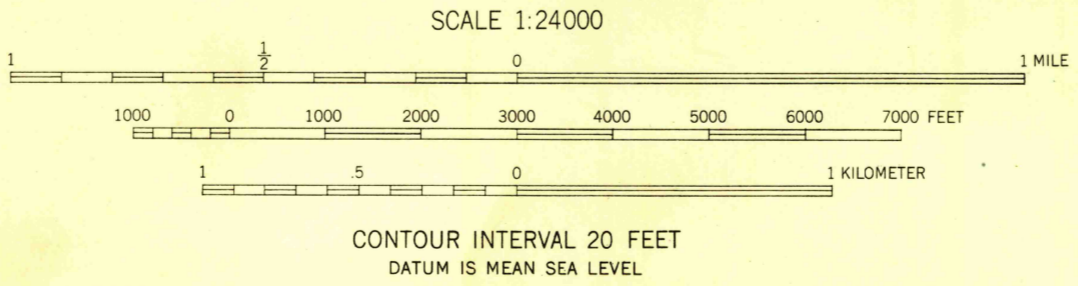 SCALE 1:24000
1 1/2 0 1 MILE
1000 0 1000 2000 3000 4000 5000 6000 7000 FEET
1 .5 0 1 KILOMETER
CONTOUR INTERVAL 20 FEET
DATUM IS MEAN SEA LEVEL